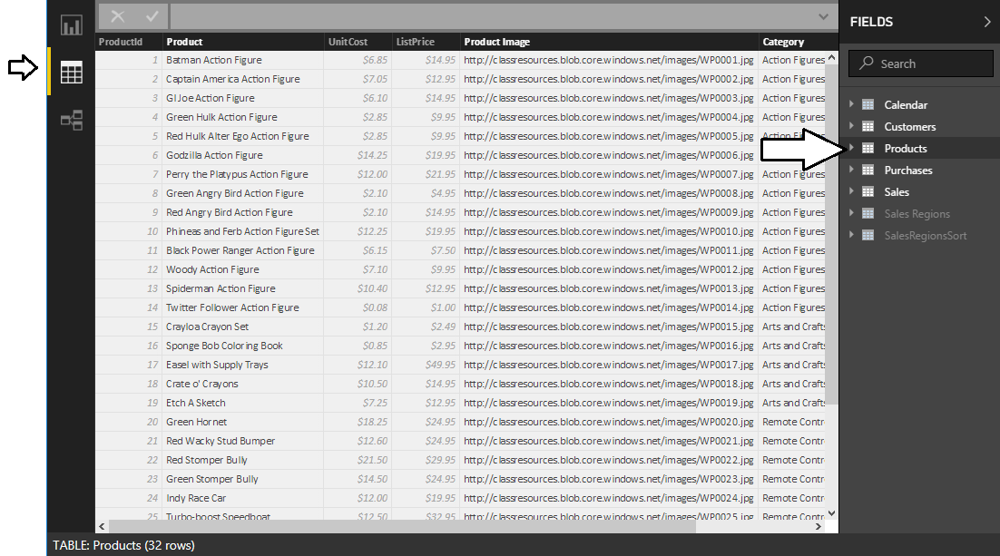 FIELDS
ProductId Product UnitCost ListPrice Product Image Category
1 Batman Action Figure $6.85 $14.95 http://classresources.blob.core.windows.net/images/WP0001.jpg Action Figures
2 Captain America Action Figure $7.05 $12.95 http://classresources.blob.core.windows.net/images/WP0002.jpg Action Figures
3 GI Joe Action Figure $6.10 $14.95 http://classresources.blob.core.windows.net/images/WP0003.jpg Action Figures
4 Green Hulk Action Figure $2.85 $9.95 http://classresources.blob.core.windows.net/images/WP0004.jpg Action Figures
5 Red Hulk Alter Ego Action Figure $2.85 $9.95 http://classresources.blob.core.windows.net/images/WP0005.jpg Action Figures
6 Godzilla Action Figure $14.25 $19.95 http://classresources.blob.core.windows.net/images/WP0006.jpg
7 Perry the Platypus Action Figure $12.00 $21.95 http://classresources.blob.core.windows.net/images/WP0007.jpg Action Figures
8 Green Angry Bird Action Figure $2.10 $4.95 http://classresources.blob.core.windows.net/images/WP0008.jpg Action Figures
9 Red Angry Bird Action Figure $2.10 $14.95 http://classresources.blob.core.windows.net/images/WP0009.jpg Action Figures
10 Phineas and Ferb Action Figure Set $12.25 $19.95 http://classresources.blob.core.windows.net/images/WP0010.jpg Action Figures
11 Black Power Ranger Action Figure $6.15 $7.50 http://classresources.blob.core.windows.net/images/WP0011.jpg Action Figures
12 Woody Action Figure $7.10 $9.95 http://classresources.blob.core.windows.net/images/WP0012.jpg Action Figures
13 Spiderman Action Figure $10.40 $12.95 http://classresources.blob.core.windows.net/images/WP0013.jpg Action Figures
14 Twitter Follower Action Figure $0.08 $1.00 http://classresources.blob.core.windows.net/images/WP0014.jpg Action Figures
15 Crayloa Crayon Set $1.20 $2.49 http://classresources.blob.core.windows.net/images/WP0015.jpg Arts and Crafts
16 Sponge Bob Coloring Book $0.85 $2.95 http://classresources.blob.core.windows.net/images/WP0016.jpg Arts and Crafts
17 Easel with Supply Trays $12.10 $49.95 http://classresources.blob.core.windows.net/images/WP0017.jpg Arts and Crafts
18 Crate o' Crayons $10.50 $14.95 http://classresources.blob.core.windows.net/images/WP0018.jpg Arts and Crafts
19 Etch A Sketch $7.25 $12.95 http://classresources.blob.core.windows.net/images/WP0019.jpg Arts and Crafts
20 Green Hornet $18.25 $24.95 http://classresources.blob.core.windows.net/images/WP0020.jpg Remote Contr
21 Red Wacky Stud Bumper $12.60 $24.95 http://classresources.blob.core.windows.net/images/WP0021.jpg Remote Contr
22 Red Stomper Bully $21.50 $29.95 http://classresources.blob.core.windows.net/images/WP0022.jpg Remote Contr
23 Green Stomper Bully $14.50 $24.95 http://classresources.blob.core.windows.net/images/WP0023.jpg Remote Contr
24 Indy Race Car $12.00 $19.95 http://classresources.blob.core.windows.net/images/WP0024.jpg Remote Contr
25 Turbo-boost Speedboat $12.50 $32.95 http://classresources.blob.core.windows.net/images/WP0025.jpg Remote Contr
Search
Calendar
Customers
Products
Purchases
Sales
Sales Regions
SalesRegionsSort
TABLE: Products (32 rows)